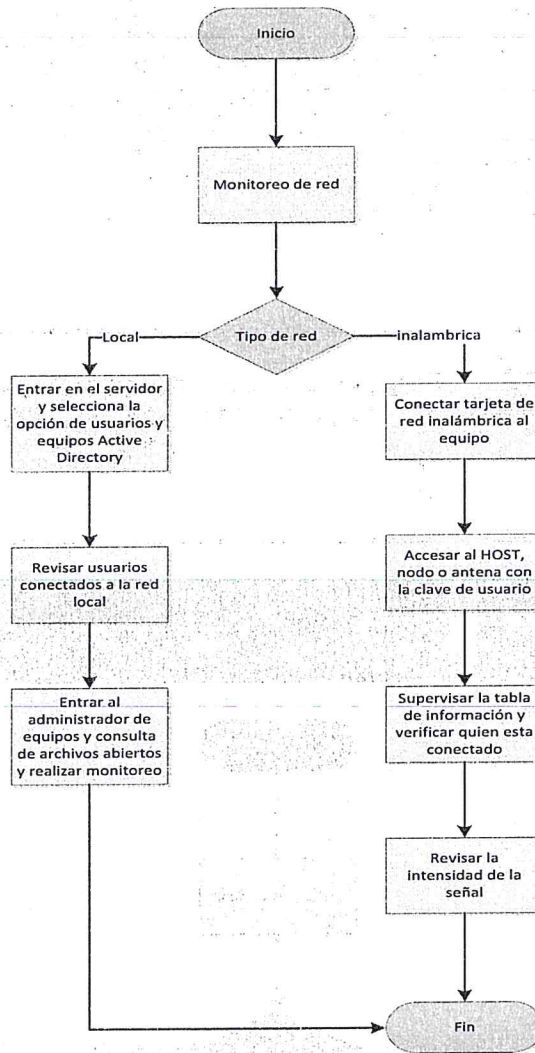 Inicio
Monitoreo de red
Tipo de red
Local
inalambrica
Entrar en el servidor
y selecciona la
opción de usuarios y
equipos Active
Directory
Conectar tarjeta de
red inalámbrica al
equipo
Revisar usuarios
conectados a la red
local
Accesar al HOST,
nodo o antena con
la clave de usuario
Entrar al
administrador de
equipos y consulta
de archivos abiertos
y realizar monitoreo
Supervisar la tabla
de información y
verificar quien esta
conectado
Revisar la
intensidad de la
señal
Fin